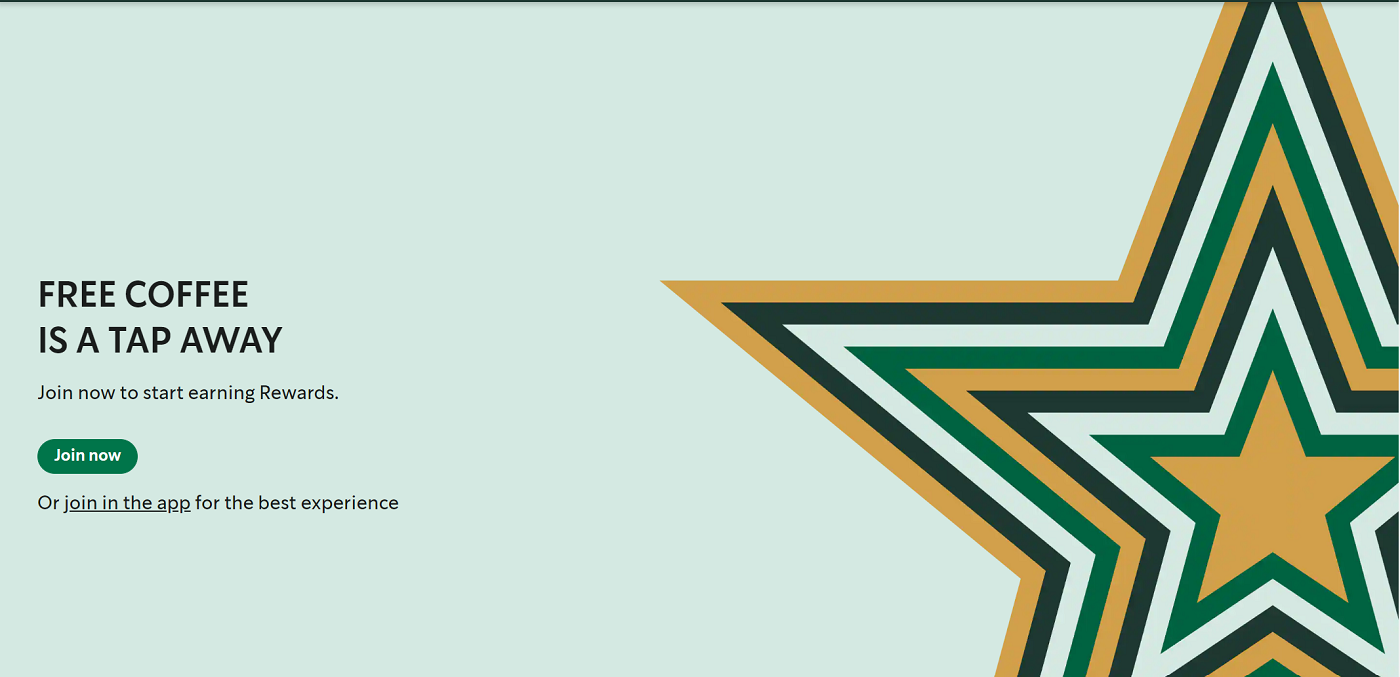 FREE COFFEE
IS A TAP AWAY
Join now to start earning Rewards.
Join now
Or join in the app for the best experience